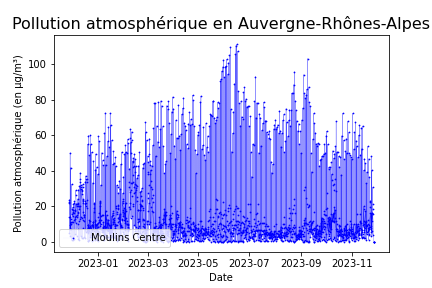 Pollution atmosphérique en Auvergne-Rhônes-Alpes
Pollution atmosphérique (en µg/m³)
100
80
60
40
20
0
Moulins Centre
2023-01 2023-03 2023-05 2023-07 2023-09 2023-11
Date